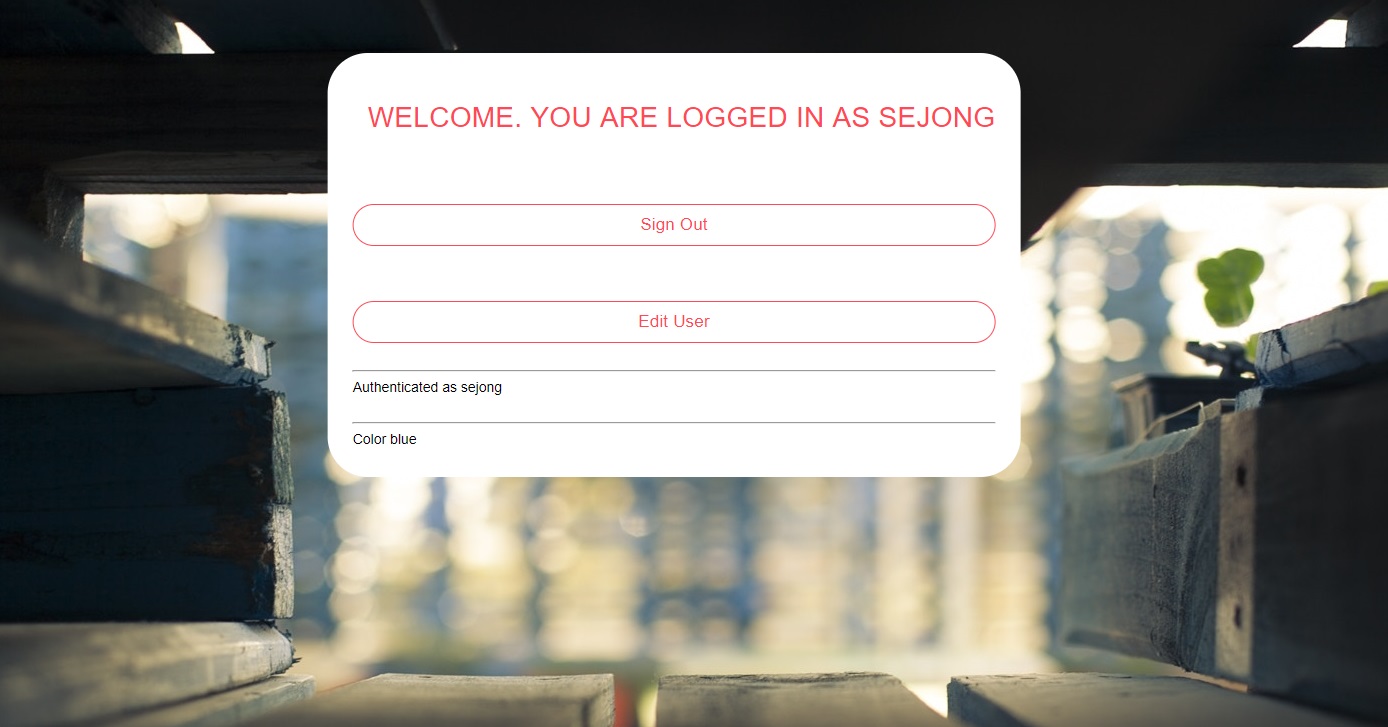 WELCOME. YOU ARE LOGGED IN AS SEJONG
Sign Out
Edit User
Authenticated as sejong
Color blue